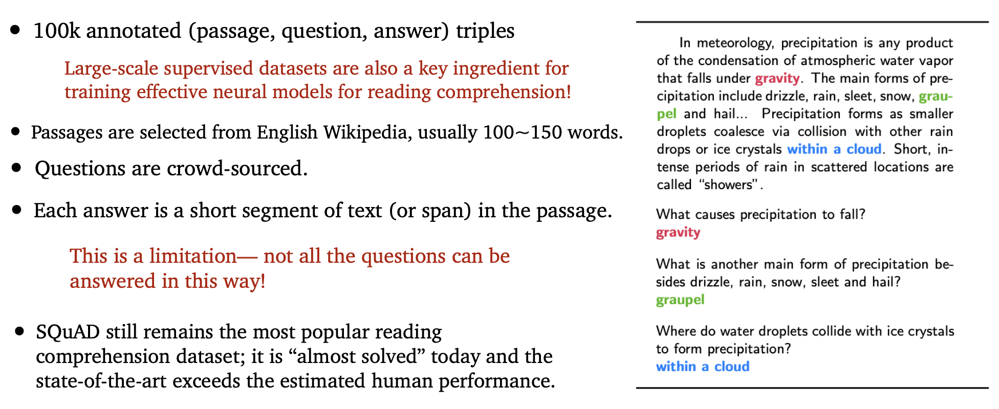 • 100k annotated (passage, question, answer) triples
Large-scale supervised datasets are also a key ingredient for
training effective neural models for reading comprehension!
• Passages are selected from English Wikipedia, usually 100~150 words.
• Questions are crowd-sourced.
• Each answer is a short segment of text (or span) in the passage.
This is a limitation— not all the questions can be
answered in this way!
• SQuAD still remains the most popular reading
comprehension dataset; it is “almost solved” today and the
state-of-the-art exceeds the estimated human performance.
In meteorology, precipitation is any product
of the condensation of atmospheric water vapor
that falls under gravity. The main forms of pre-
cipitation include drizzle, rain, sleet, snow, grau-
pel and hail... Precipitation forms as smaller
droplets coalesce via collision with other rain
drops or ice crystals within a cloud. Short, in-
tense periods of rain in scattered locations are
called “showers”.
What causes precipitation to fall?
gravity
What is another main form of precipitation be-
sides drizzle, rain, snow, sleet and hail?
graupel
Where do water droplets collide with ice crystals
to form precipitation?
within a cloud